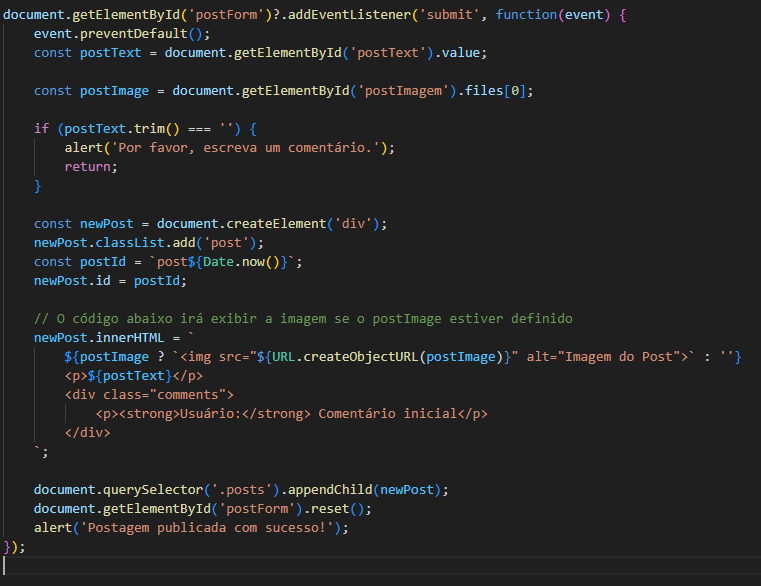 document.getElementById('postForm')?.addEventListener('submit', function(event) {
    event.preventDefault();
    const postText = document.getElementById('postText').value;

    const postImage = document.getElementById('postImagem').files[0];

    if (postText.trim() === '') {
        alert('Por favor, escreva um comentário.');
        return;
    }

    const newPost = document.createElement('div');
    newPost.classList.add('post');
    const postId = `post${Date.now()}`;
    newPost.id = postId;

    // O código abaixo irá exibir a imagem se o postImage estiver definido
    newPost.innerHTML = `
        ${postImage ? `<img src="${URL.createObjectURL(postImage)}" alt="Imagem do Post">` : ''}
        <p>${postText}</p>
        <div class="comments">
            <p><strong>Usuário:</strong> Comentário inicial</p>
        </div>
    `;

    document.querySelector('.posts').appendChild(newPost);
    document.getElementById('postForm').reset();
    alert('Postagem publicada com sucesso!');
});